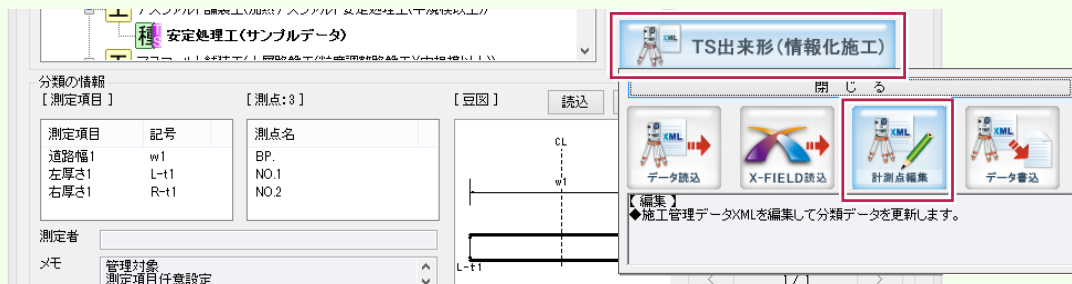 種 安定処理工(サンプルデータ)
TS出来形(情報化施工)
分類の情報
[ 測定項目 ]
[ 測点:3 ]
[ 豆図 ]
読込
測定項目 記号
道路幅1 w1
左厚さ1 L-t1
右厚さ1 R-t1
測点名
BP.
NO.1
NO.2
CL
w1
L-t1
測定者
メモ
管理対象
測定項目任意設定
閉 じ る
XML
データ読込
X-FIELD読込
XML
計測点編集
XML
データ書込
【 編集 】
◆施工管理データXMLを編集して分類データを更新します。
1 / 1